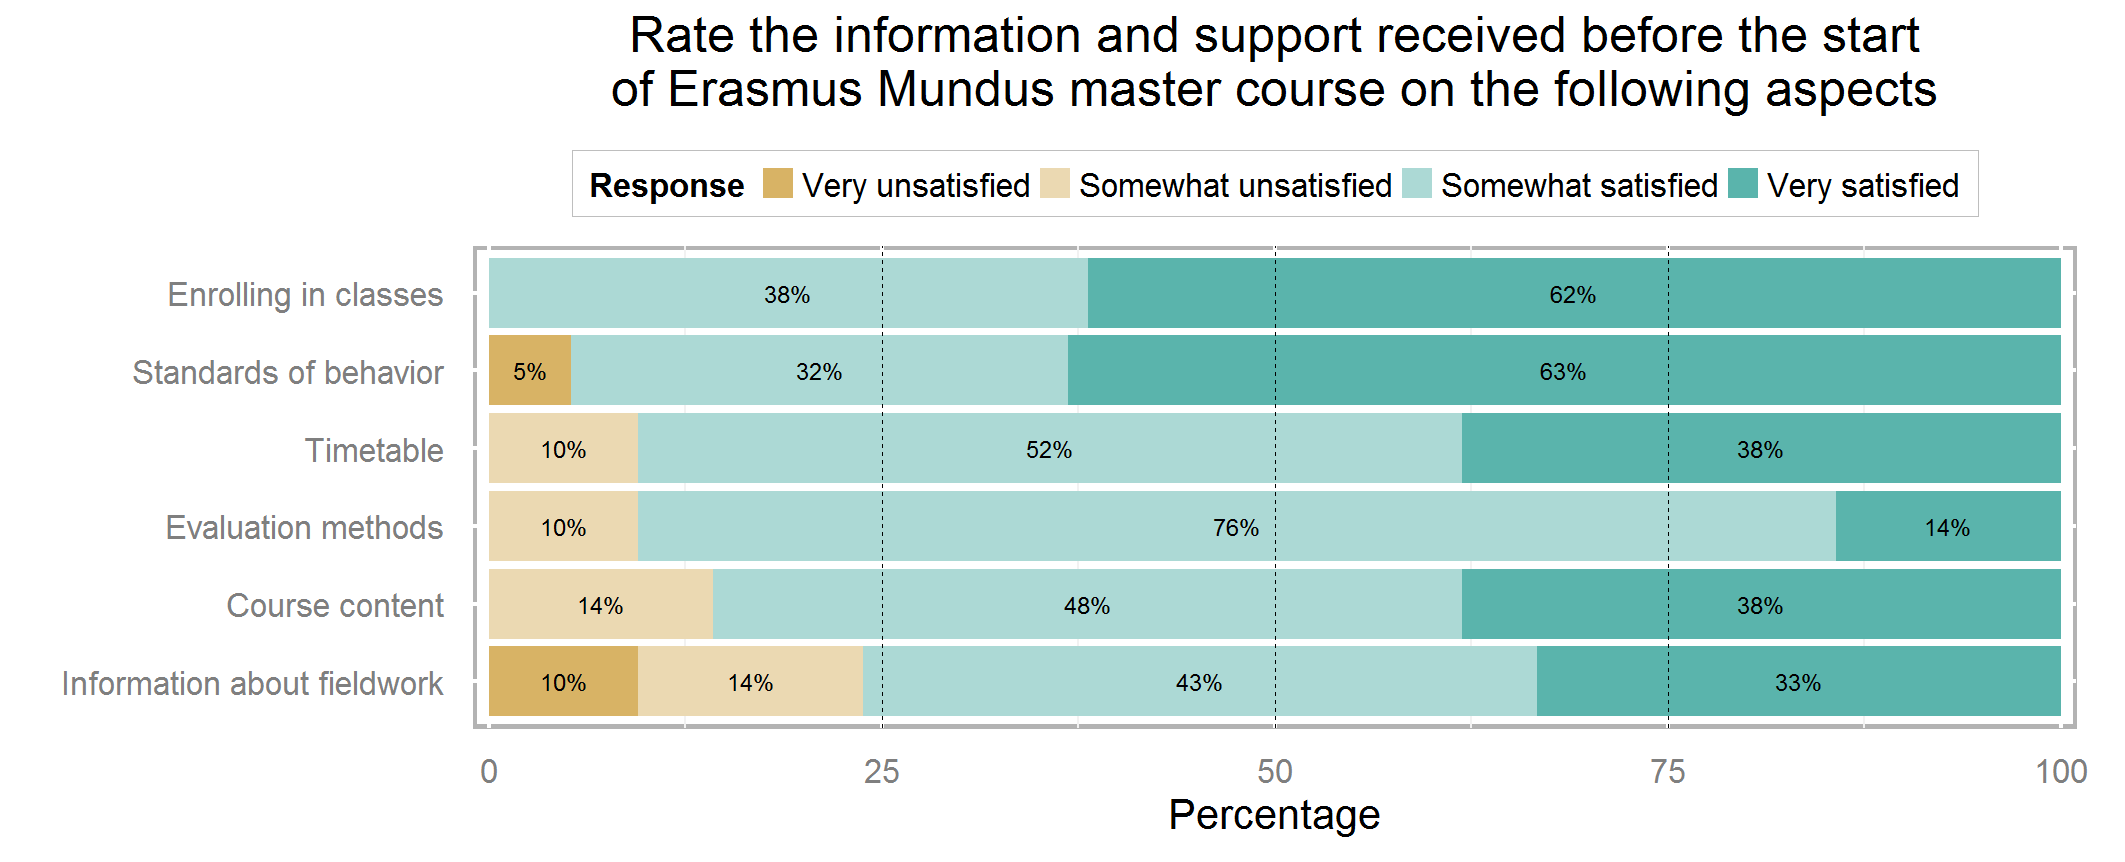 Rate the information and support received before the start
of Erasmus Mundus master course on the following aspects
Response Very unsatisfied Somewhat unsatisfied Somewhat satisfied Very satisfied
Enrolling in classes 38% 62%
Standards of behavior 5% 32% 63%
Timetable 10% 52% 38%
Evaluation methods 10% 76% 14%
Course content 14% 48% 38%
Information about fieldwork 10% 14% 43% 33%
0 25 50 75 100
Percentage